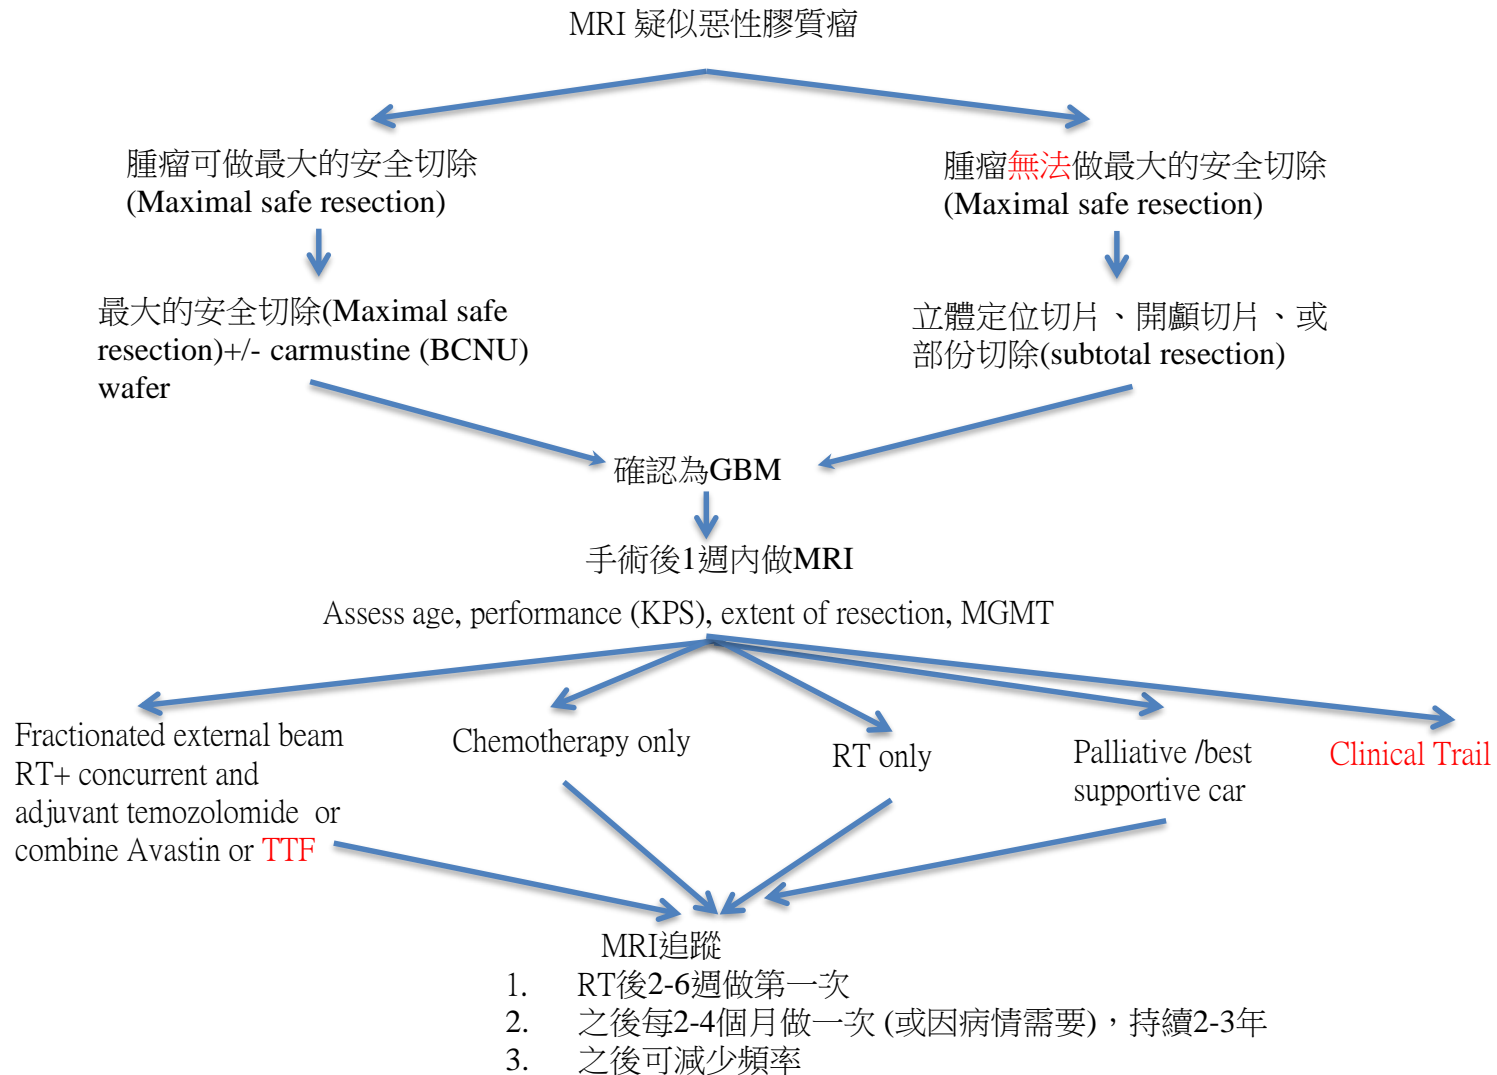 MRI 疑似惡性膠質瘤
腫瘤可做最大的安全切除
(Maximal safe resection)
腫瘤無法做最大的安全切除
(Maximal safe resection)
最大的安全切除(Maximal safe
resection)+/- carmustine (BCNU)
wafer
立體定位切片、開顱切片、或
部份切除(subtotal resection)
確認為GBM
手術後1週內做MRI
Assess age, performance (KPS), extent of resection, MGMT
Fractionated external beam
RT+ concurrent and
adjuvant temozolomide or
combine Avastin or TTF
Chemotherapy only
RT only
Palliative /best
supportive car
Clinical Trail
MRI追蹤
1. RT後2-6週做第一次
2. 之後每2-4個月做一次 (或因病情需要)，持續2-3年
3. 之後可減少頻率